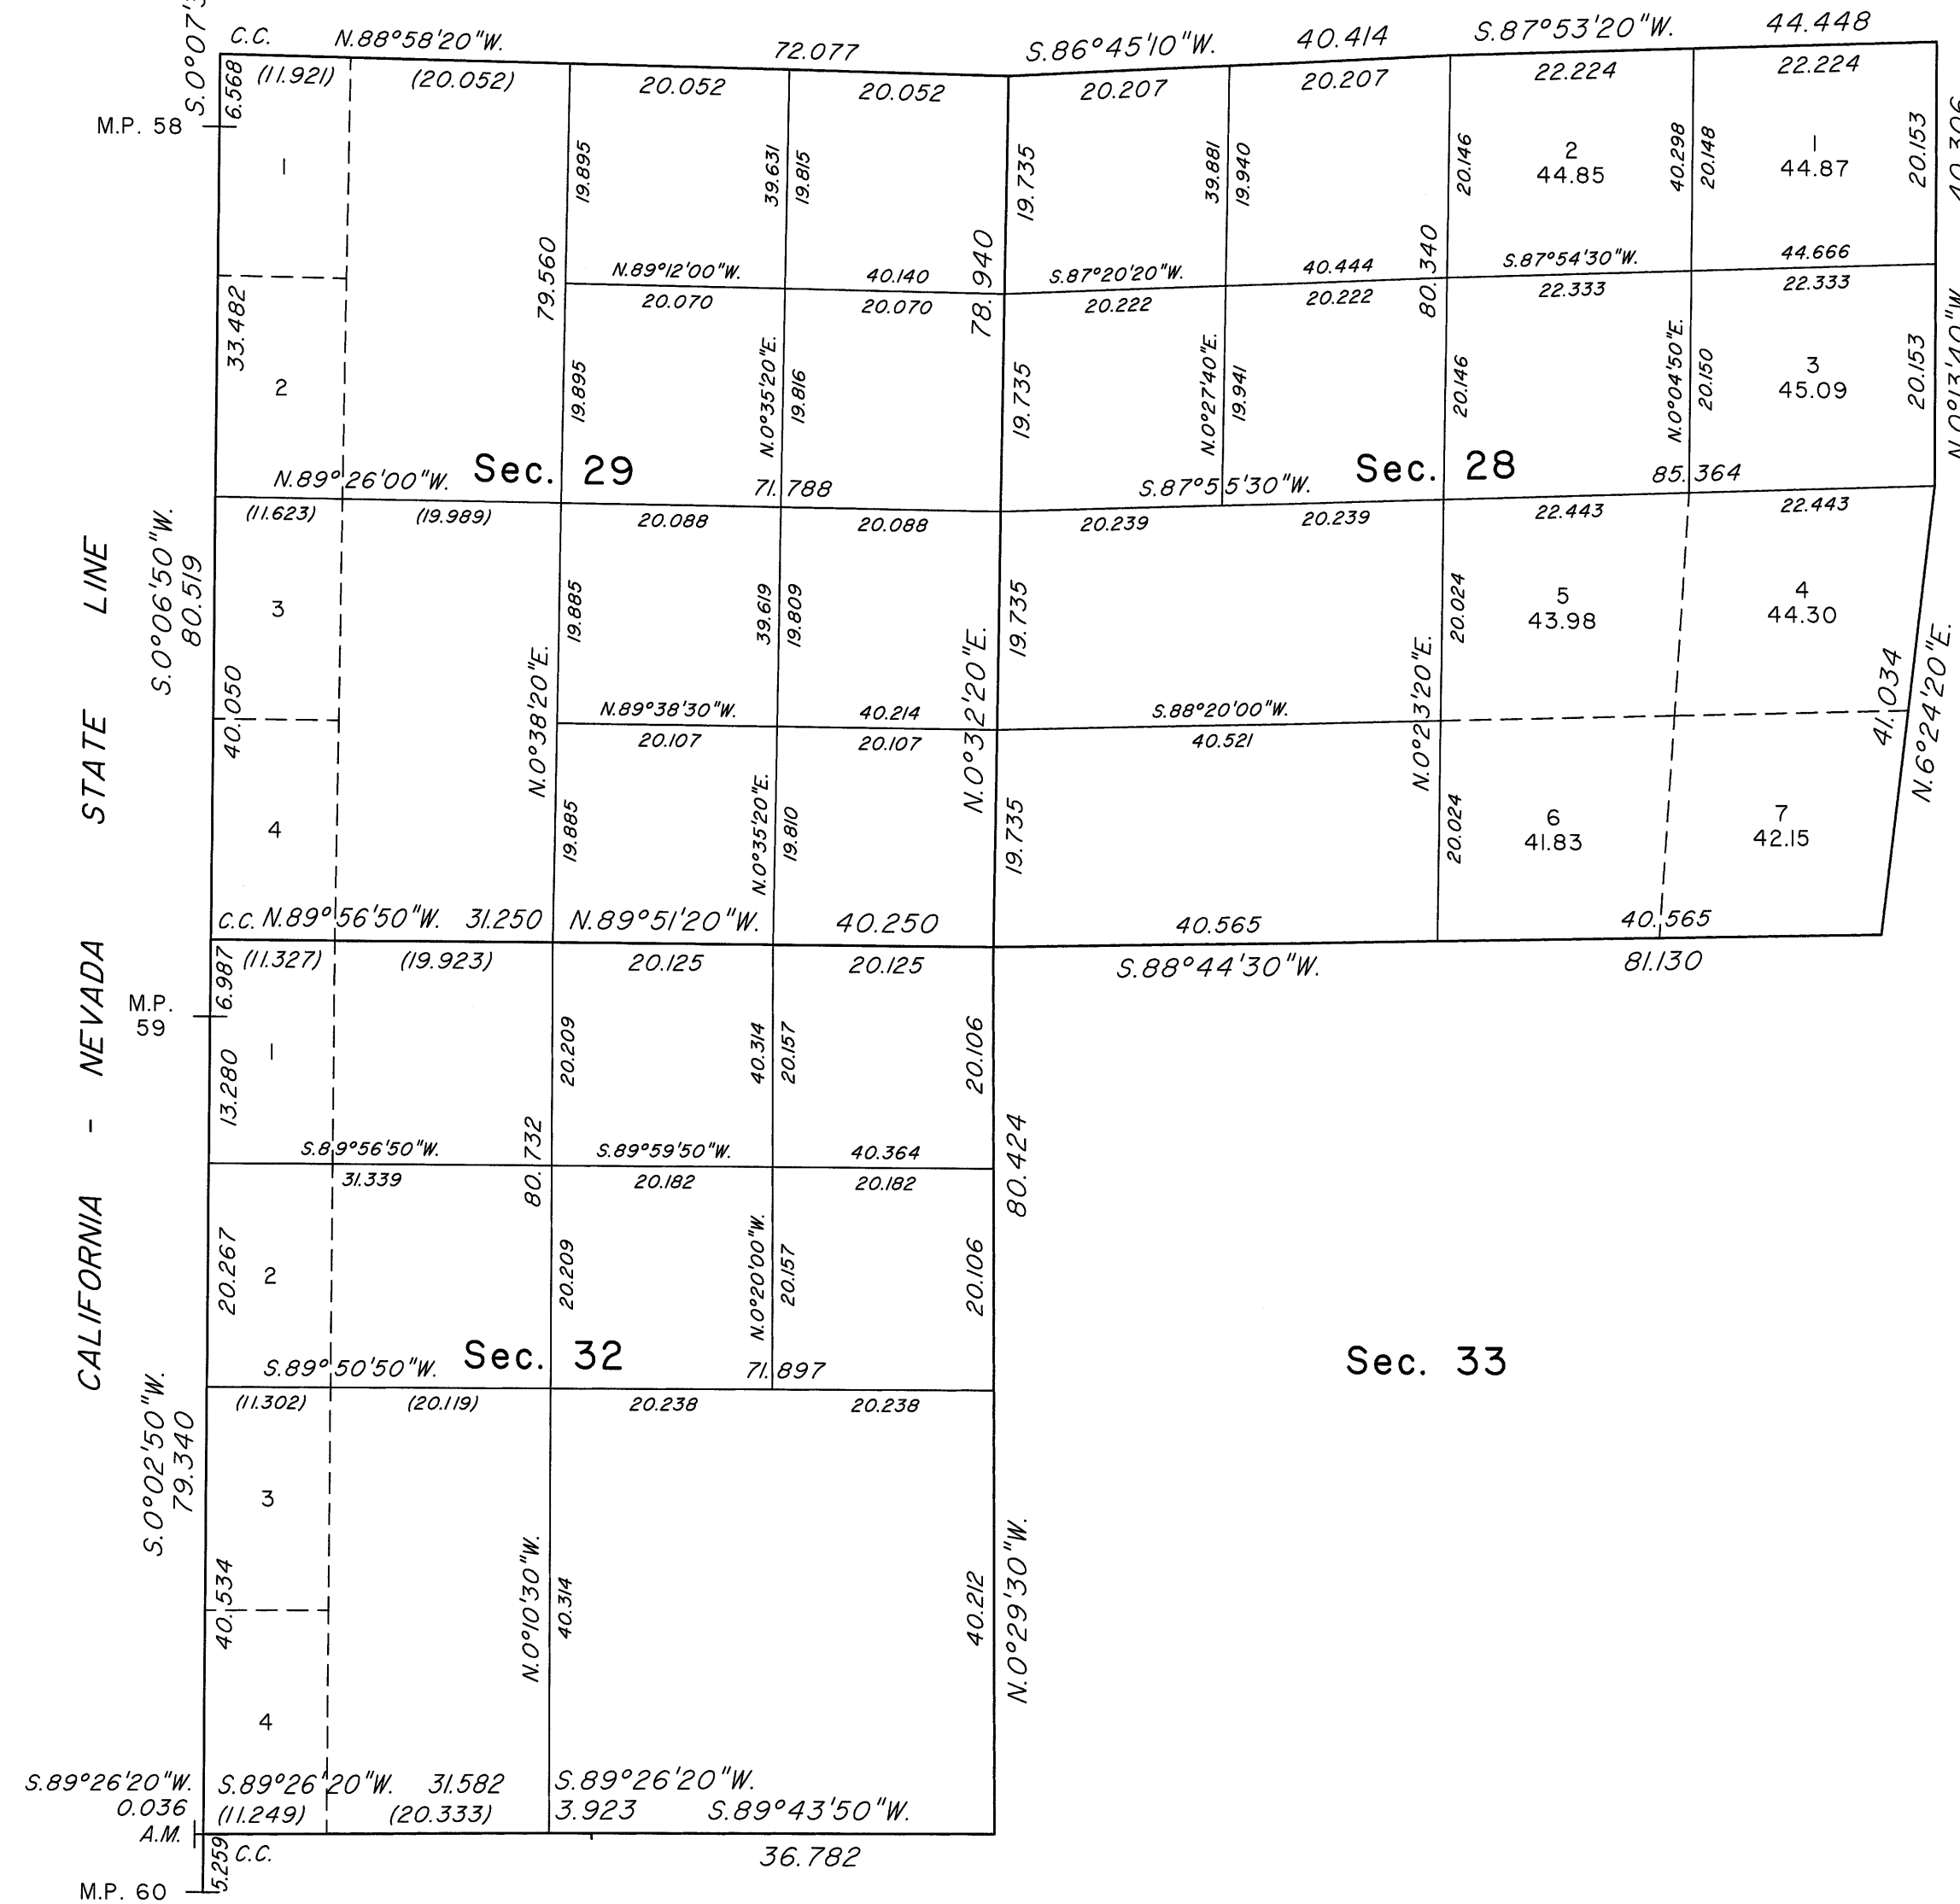 S.0°07'
C.C. N.88°58'20"W. 72.077 S.86°45'10"W. 40.414 S.87°53'20"W. 44.448
6.568 (11.921) (20.052) 20.052 20.052 20.207 20.207 22.224 22.224
M.P. 58
1 19.895 39.631 19.815 19.735 39.881 19.940 20.146 2 44.85 40.298 20.148 1 44.87 20.153 40.306
79.560 78.940 80.340
N.89°12'00"W. 40.140 S.87°20'20"W. 40.444 S.87°54'30"W. 44.666
20.070 20.070 20.222 20.222 22.333 22.333
33.482 2 19.895 N.0°35'20"E. 19.816 19.735 N.0°27'40"E. 19.941 20.146 N.0°04'50"E. 20.150 3 45.09 20.153 N.0°13'40"W.
N.89°26'00"W. Sec. 29 71.788 S.87°55'30"W. Sec. 28 85.364
(11.623) (19.989) 20.088 20.088 20.239 20.239 22.443 22.443
S.0°06'50"W.
80.519
3 19.885 39.619 19.809 19.735 20.024 5 43.98 4 44.30
40.050 N.0°38'20"E. N.0°32'20"E. N.0°23'20"E. 41.034 N.6°24'20"E.
N.89°38'30"W. 40.214 S.88°20'00"W.
20.107 20.107 40.521
4 19.885 N.0°35'20"E. 19.810 19.735 20.024 6 41.83 7 42.15
C.C. N.89°56'50"W. 31.250 N.89°51'20"W. 40.250 40.565 40.565
6.987 (11.327) (19.923) 20.125 20.125 S.88°44'30"W. 81.130
CALIFORNIA - NEVADA STATE LINE
M.P.
59
13.280 1 20.209 40.314 20.157 20.106
80.732 80.424
S.89°56'50"W. S.89°59'50"W. 40.364
31.339 20.182 20.182
20.267 2 20.209 N.0°20'00"W. 20.157 20.106
S.89°50'50"W. Sec. 32 71.897 Sec. 33
(11.302) (20.119) 20.238 20.238
S.0°02'50"W.
79.340
3
40.534 N.0°10'30"W. 40.314 40.212 N.0°29'30"W.
4
S.89°26'20"W. S.89°26'20"W. 31.582 S.89°26'20"W.
0.036 (11.249) (20.333) 3.923 S.89°43'50"W.
A.M.
5.259 C.C. 36.782
M.P. 60